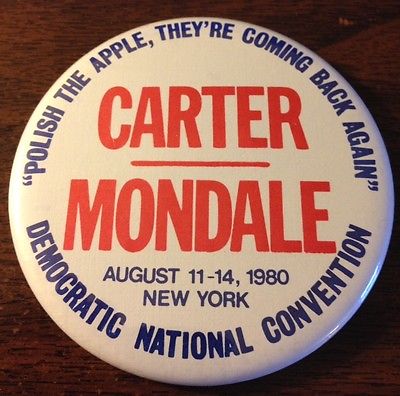 "POLISH THE APPLE, THEY'RE COMING BACK AGAIN"
CARTER
MONDALE
AUGUST 11-14, 1980
NEW YORK
DEMOCRATIC NATIONAL CONVENTION